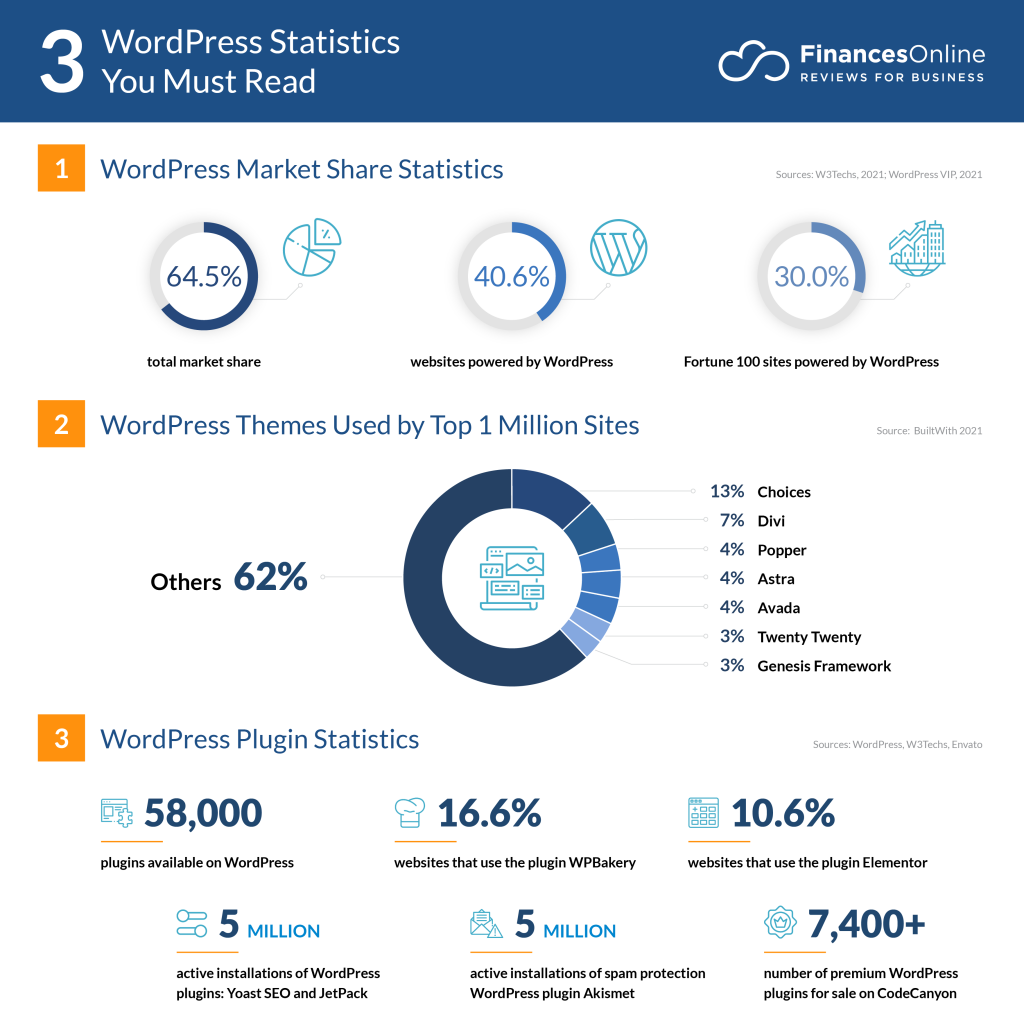 3
WordPress Statistics
You Must Read
FinancesOnline
REVIEWS FOR BUSINESS
1
WordPress Market Share Statistics
Sources: W3Techs, 2021; WordPress VIP, 2021
64.5%
total market share
40.6%
websites powered by WordPress
30.0%
Fortune 100 sites powered by WordPress
2
WordPress Themes Used by Top 1 Million Sites
Source: BuiltWith 2021
Others 62%
13% Choices
7% Divi
4% Popper
4% Astra
4% Avada
3% Twenty Twenty
3% Genesis Framework
3
WordPress Plugin Statistics
Sources: WordPress, W3Techs, Envato
58,000
plugins available on WordPress
16.6%
websites that use the plugin WPBakery
10.6%
websites that use the plugin Elementor
5 MILLION
active installations of WordPress
plugins: Yoast SEO and JetPack
5 MILLION
active installations of spam protection
WordPress plugin Akismet
7,400+
number of premium WordPress
plugins for sale on CodeCanyon